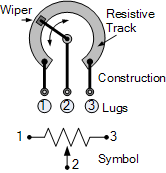 Wiper
Resistive
Track
Construction
1 2 3 Lugs
1 3
Symbol
2